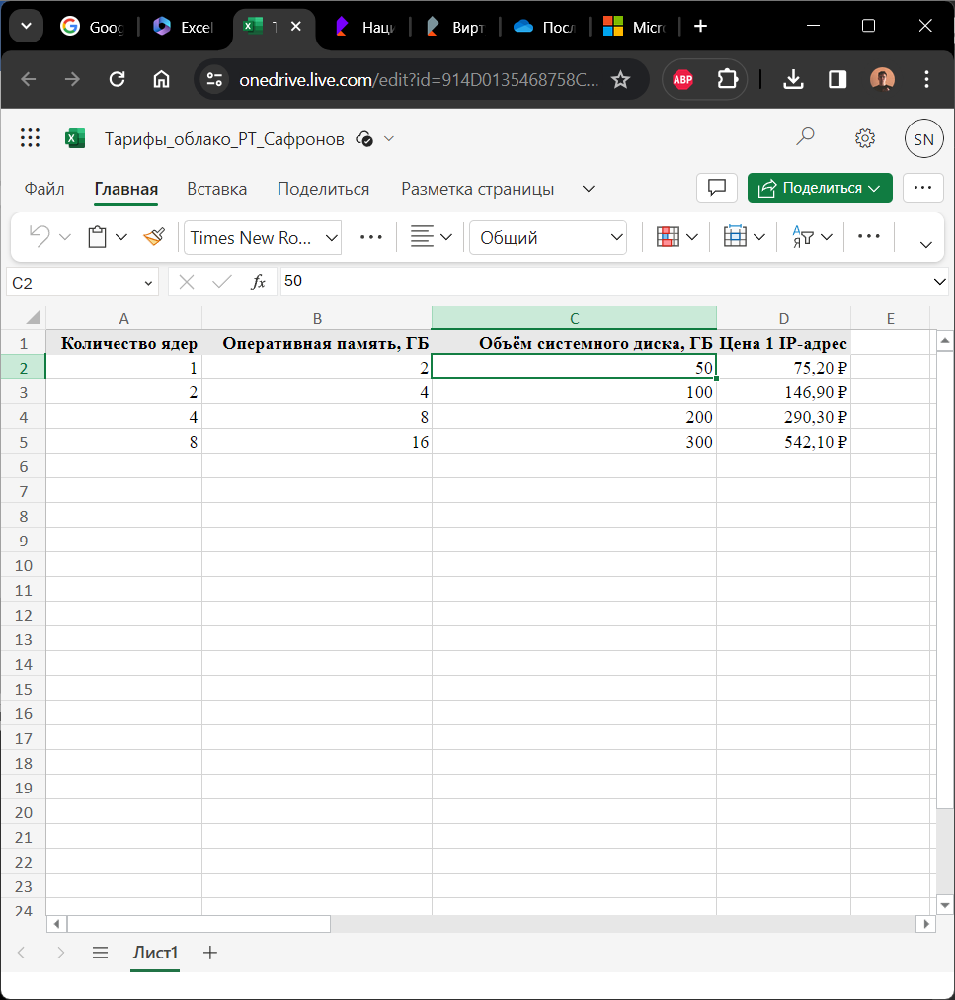 Goog Excel Т Наци Вирт Посл Micro
onedrive.live.com/edit?id=914D0135468758C... ABP
Тарифы_облако_РТ_Сафронов SN
Файл Главная Вставка Поделиться Разметка страницы Поделиться
Times New Ro... Общий
C2 fx 50
A B C D E
1 Количество ядер Оперативная память, ГБ Объём системного диска, ГБ Цена 1 IP-адрес
2 1 2 50 75,20 ₽
3 2 4 100 146,90 ₽
4 4 8 200 290,30 ₽
5 8 16 300 542,10 ₽
6
7
8
9
10
11
12
13
14
15
16
17
18
19
20
21
22
23
24
Лист1